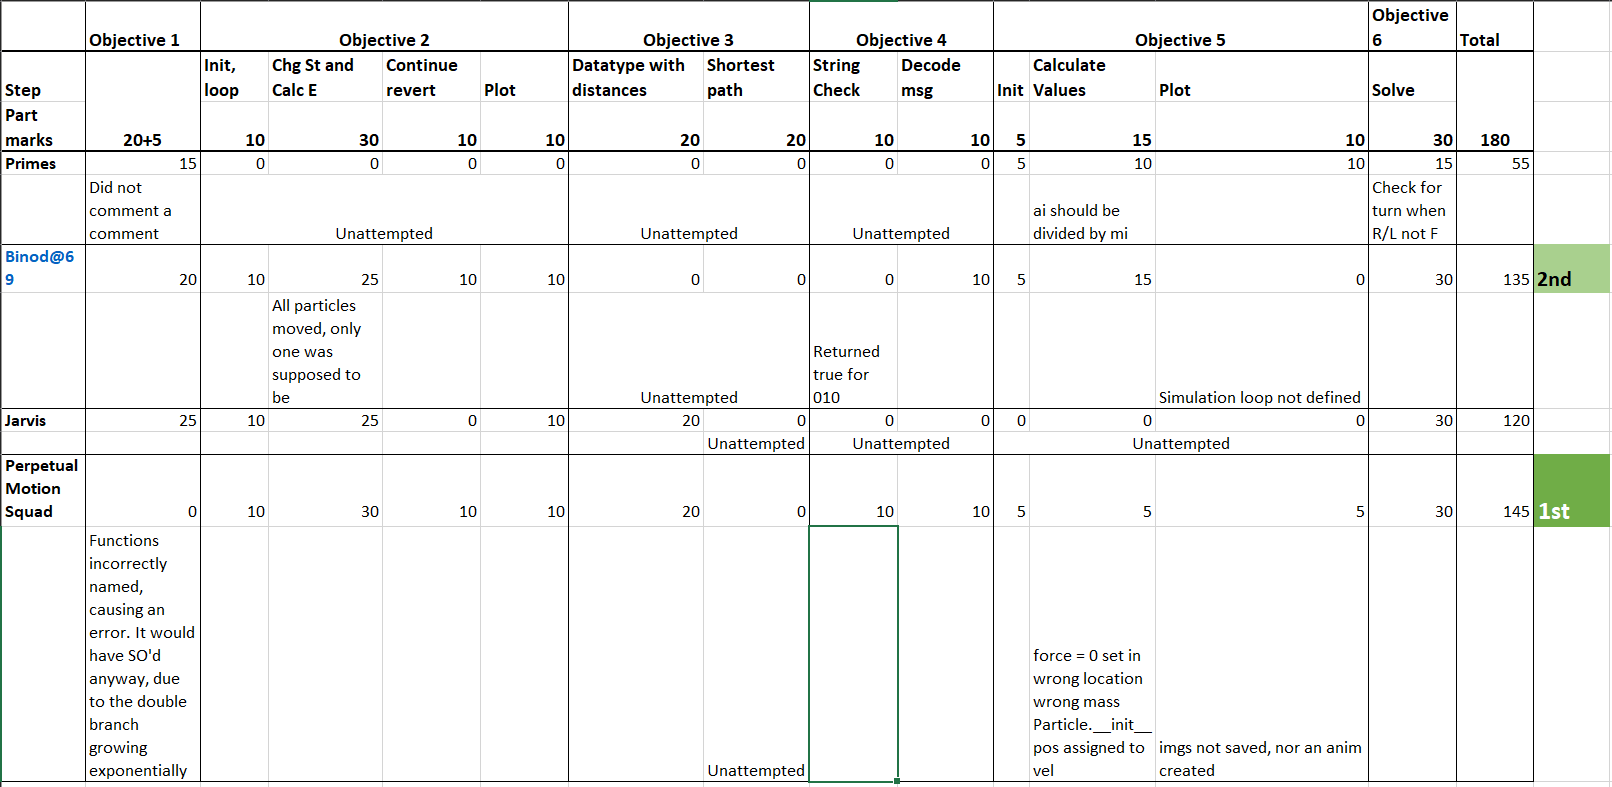 Objective 1 Objective 2 Objective 3 Objective 4 Objective 5 Objective 6 Total
Step Init, loop Chg St and Calc E Continue revert Plot Datatype with distances Shortest path String Check Decode msg Init Calculate Values Plot Solve
Part marks 20+5 10 30 10 10 20 20 10 10 5 15 10 30 180
Primes 15 0 0 0 0 0 0 0 0 5 10 10 15 55
Did not comment a comment Unattempted Unattempted Unattempted ai should be divided by mi Check for turn when R/L not F
Binod@69 20 10 25 10 10 0 0 0 10 5 15 0 30 135 2nd
All particles moved, only one was supposed to be Unattempted Returned true for 010 Simulation loop not defined
Jarvis 25 10 25 0 10 20 0 0 0 0 0 0 30 120
Unattempted Unattempted Unattempted
Perpetual Motion Squad 0 10 30 10 10 20 0 10 10 5 5 5 30 145 1st
Functions incorrectly named, causing an error. It would have SO'd anyway, due to the double branch growing exponentially Unattempted force = 0 set in wrong location wrong mass Particle.__init__ pos assigned to vel imgs not saved, nor an anim created